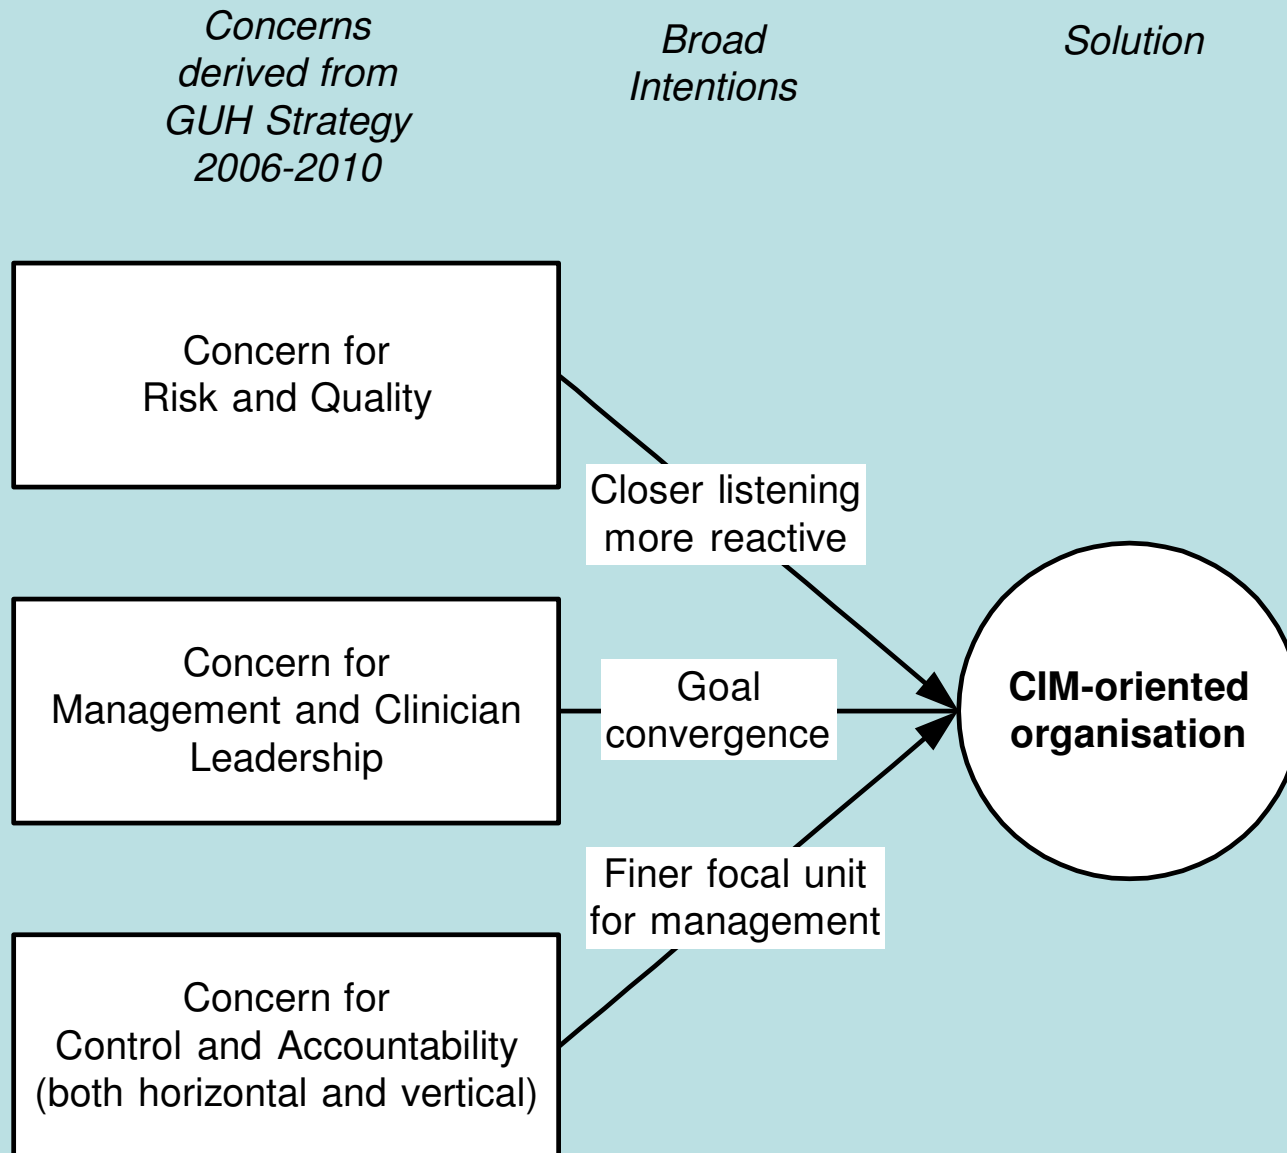 Concerns
derived from
GUH Strategy
2006-2010
Broad
Intentions
Solution
Concern for
Risk and Quality
Closer listening
more reactive
Concern for
Management and Clinician
Leadership
Goal
convergence
CIM-oriented
organisation
Finer focal unit
for management
Concern for
Control and Accountability
(both horizontal and vertical)